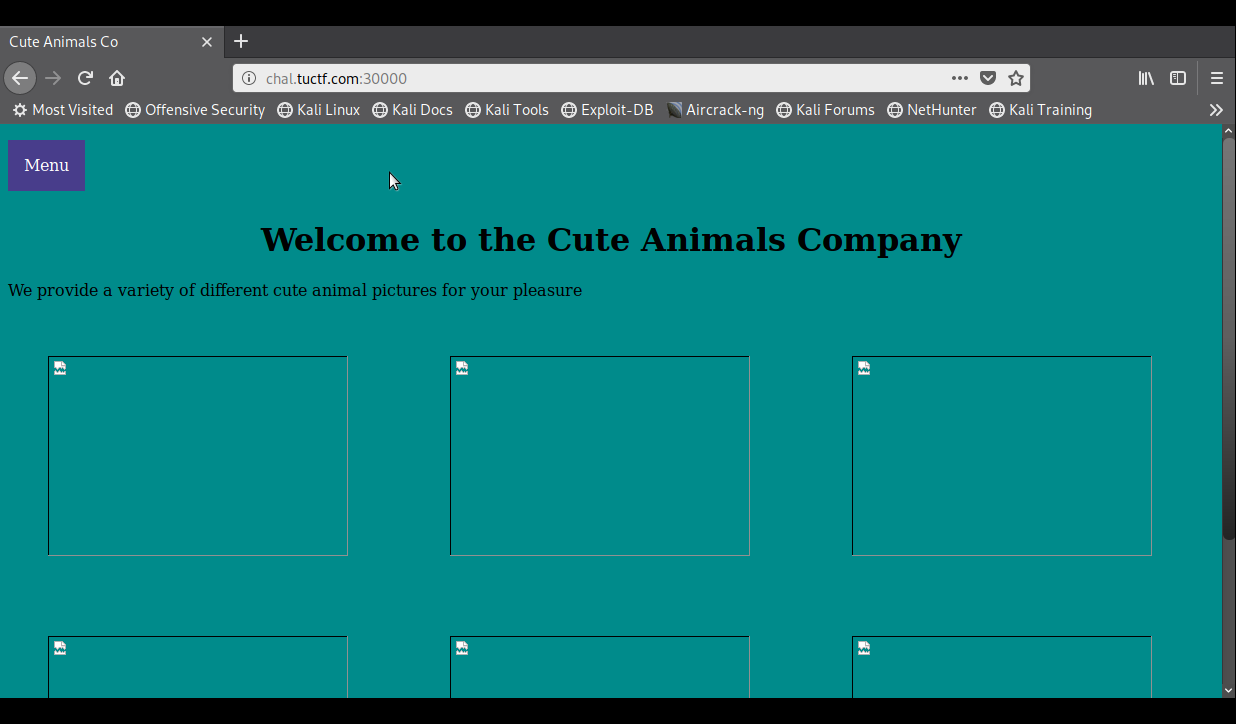 Cute Animals Co
chal.tuctf.com:30000
Most Visited Offensive Security Kali Linux Kali Docs Kali Tools Exploit-DB Aircrack-ng Kali Forums NetHunter Kali Training
Menu
Welcome to the Cute Animals Company
We provide a variety of different cute animal pictures for your pleasure